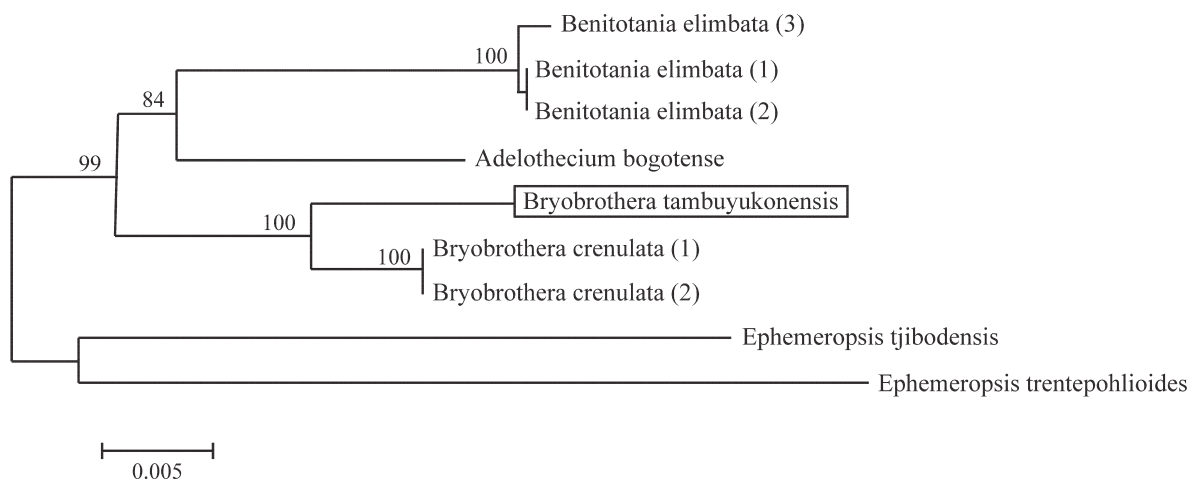 Benitotania elimbata (3)
100
Benitotania elimbata (1)
84
Benitotania elimbata (2)
99
Adelothecium bogotense
Bryobrothera tambuyukonensis
100
Bryobrothera crenulata (1)
100
Bryobrothera crenulata (2)
Ephemeropsis tjibodensis
Ephemeropsis trentepohlioides
0.005